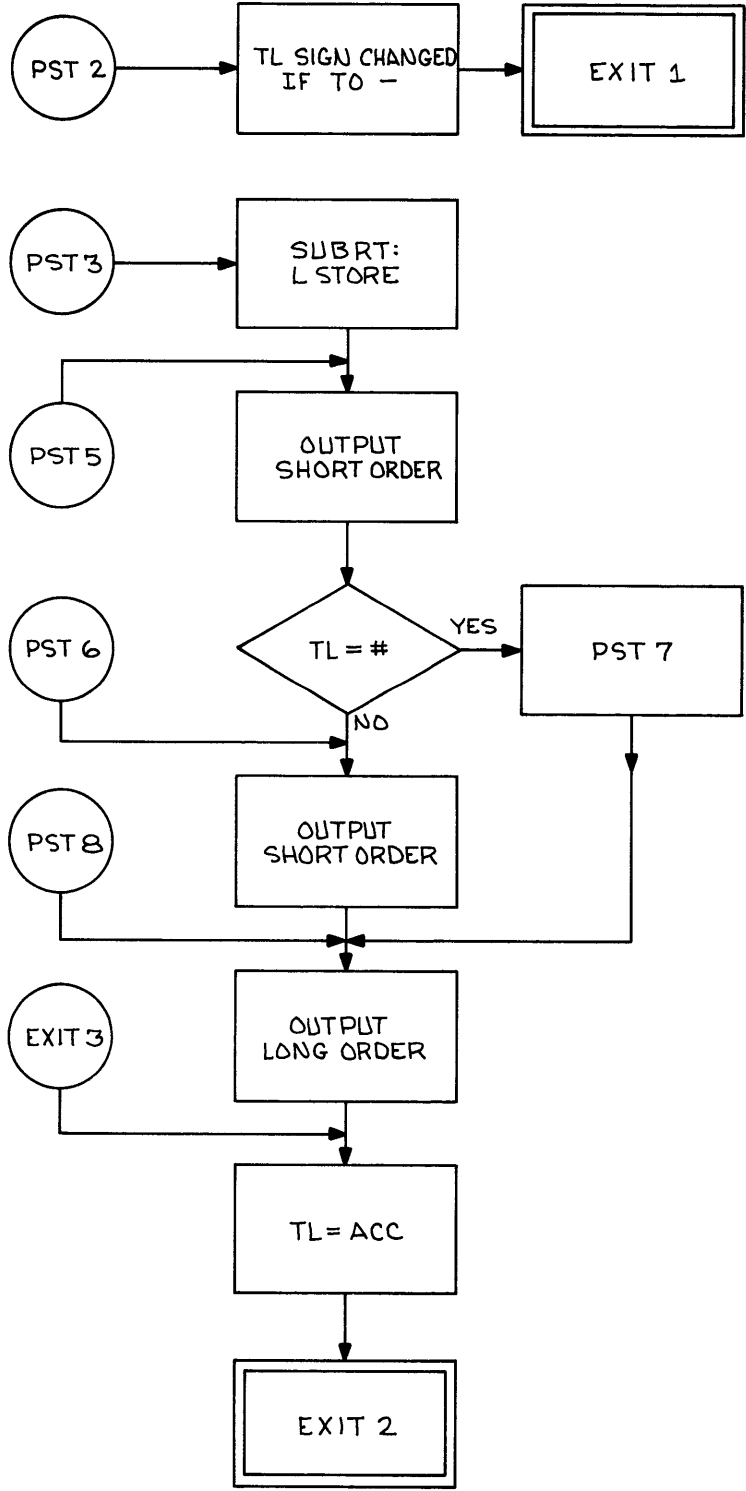 PST 2
TL SIGN CHANGED
IF TO −
EXIT 1
PST 3
SUBRT:
L STORE
PST 5
OUTPUT
SHORT ORDER
PST 6
TL = #
YES
PST 7
NO
PST 8
OUTPUT
SHORT ORDER
EXIT 3
OUTPUT
LONG ORDER
TL = ACC
EXIT 2